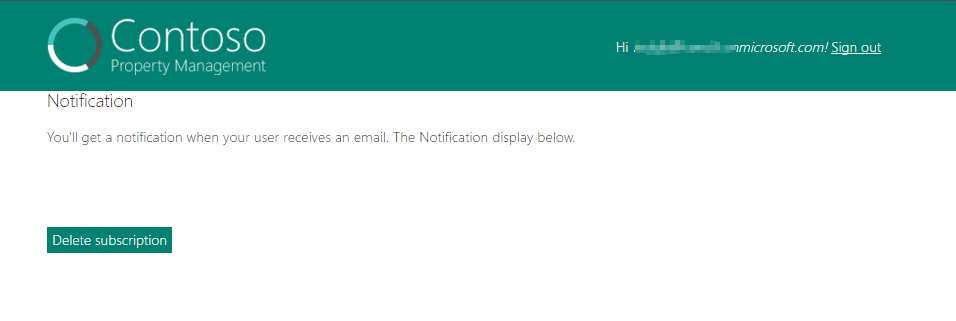 Contoso
Property Management
Hi microsoft.com! Sign out
Notification
You'll get a notification when your user receives an email. The Notification display below.
Delete subscription